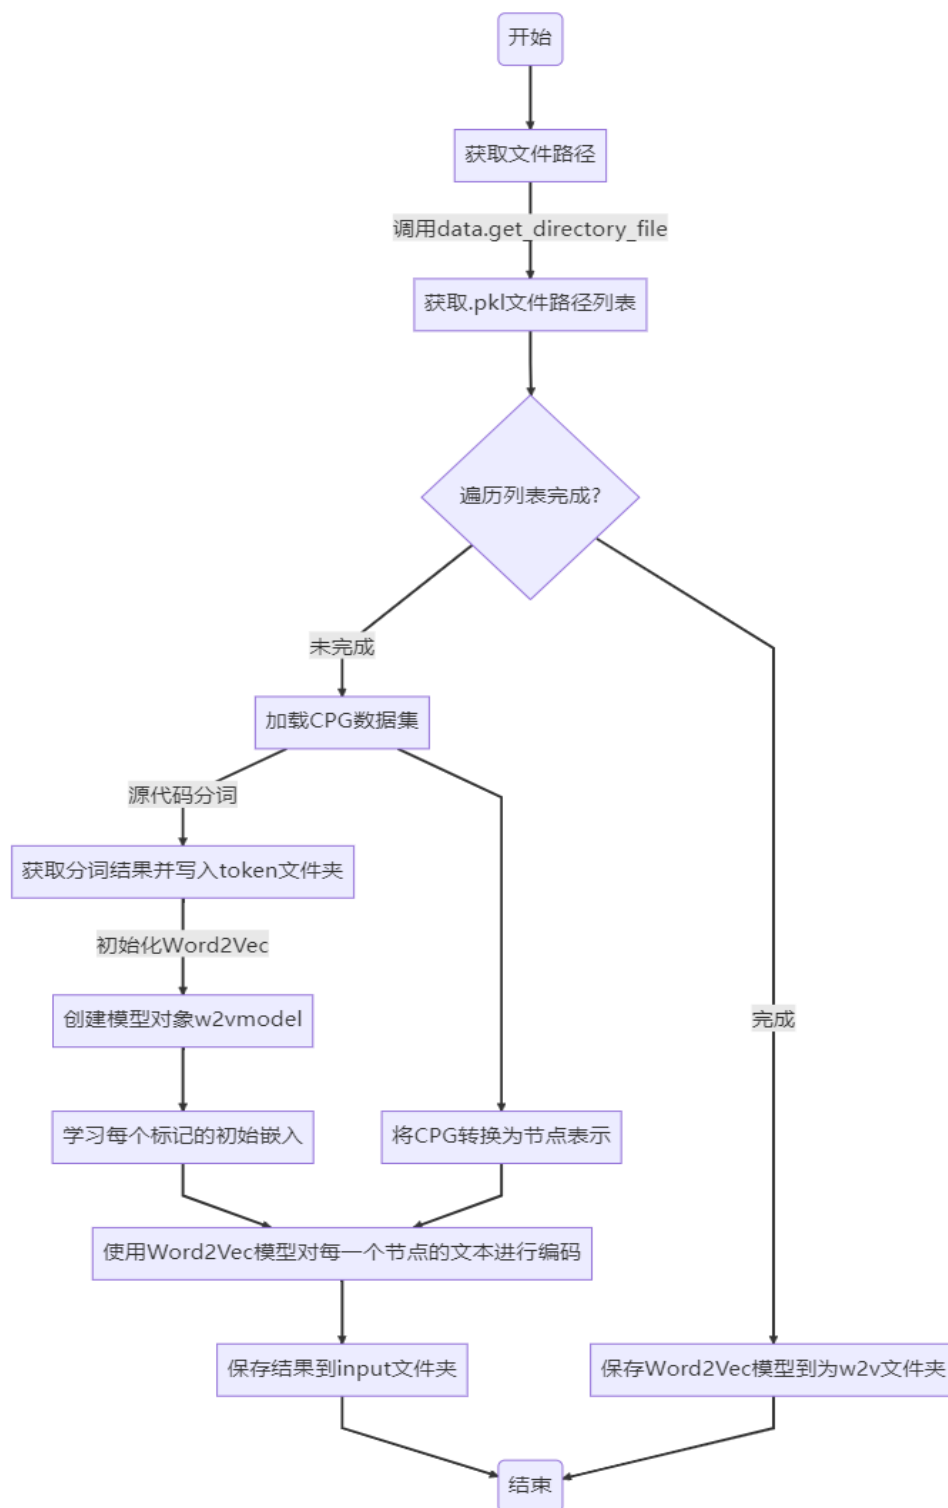 开始
获取文件路径
调用data.get_directory_file
获取.pkl文件路径列表
遍历列表完成?
未完成
加载CPG数据集
源代码分词
获取分词结果并写入token文件夹
初始化Word2Vec
创建模型对象w2vmodel
完成
学习每个标记的初始嵌入
将CPG转换为节点表示
使用Word2Vec模型对每一个节点的文本进行编码
保存结果到input文件夹
保存Word2Vec模型到为w2v文件夹
结束